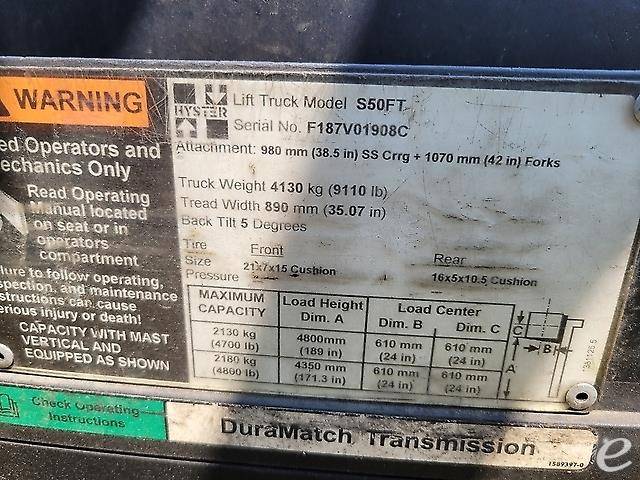 WARNING
ed Operators and
echanics Only
Read Operating
Manual located
on seat or in
operators
compartment
lure to follow operating,
spection, and maintenance
structions can cause
erious injury or death!
CAPACITY WITH MAST
VERTICAL AND
EQUIPPED AS SHOWN
HYSTER
Lift Truck Model S50FT
Serial No. F187V01908C
Attachment: 980 mm (38.5 in) SS Crrg + 1070 mm (42 in) Forks
Truck Weight 4130 kg (9110 lb)
Tread Width 890 mm (35.07 in)
Back Tilt 5 Degrees
Tire Front Rear
Size 21x7x15 Cushion 16x5x10.5 Cushion
Pressure
MAXIMUM CAPACITY Load Height Dim. A Load Center Dim. B Dim. C
2130 kg (4700 lb) 4800mm (189 in) 610 mm (24 in) 610 mm (24 in)
2180 kg (4800 lb) 4350 mm (171.3 in) 610 mm (24 in) 610 mm (24 in)
C
B
A
Check Operating
Instructions
DuraMatch Transmission
1589397-0
e